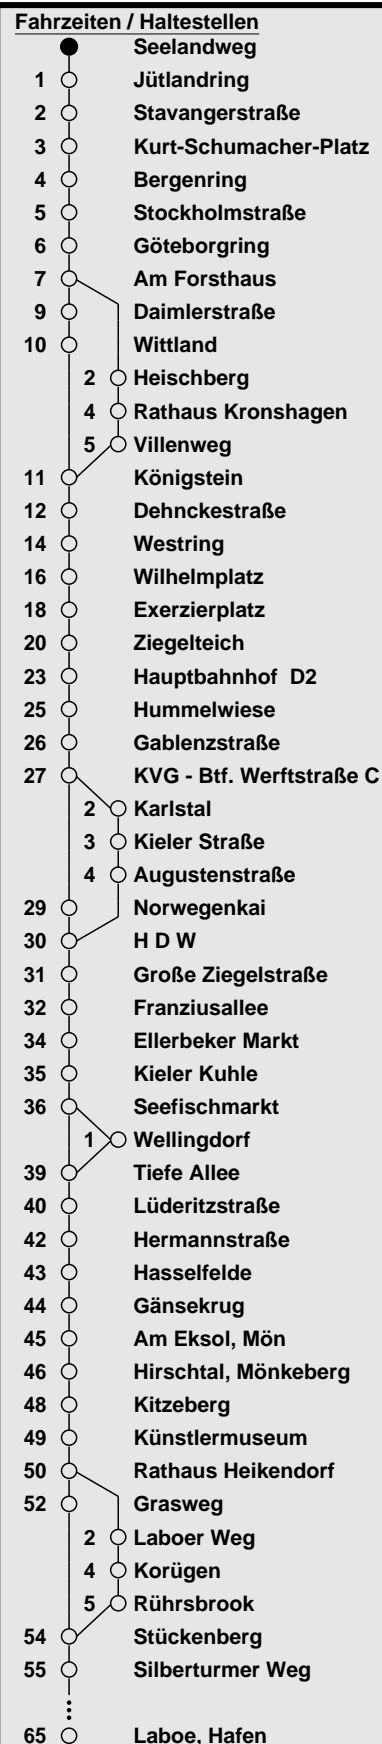 Fahrzeiten / Haltestellen
Seelandweg
1 Jütlandring
2 Stavangerstraße
3 Kurt-Schumacher-Platz
4 Bergenring
5 Stockholmstraße
6 Göteborgring
7 Am Forsthaus
9 Daimlerstraße
10 Wittland
2 Heischberg
4 Rathaus Kronshagen
5 Villenweg
11 Königstein
12 Dehnckestraße
14 Westring
16 Wilhelmplatz
18 Exerzierplatz
20 Ziegelteich
23 Hauptbahnhof D2
25 Hummelwiese
26 Gablenzstraße
27 KVG - Btf. Werftstraße C
2 Karlstal
3 Kieler Straße
4 Augustenstraße
29 Norwegenkai
30 H D W
31 Große Ziegelstraße
32 Franziusallee
34 Ellerbeker Markt
35 Kieler Kuhle
36 Seefischmarkt
1 Wellingdorf
39 Tiefe Allee
40 Lüderitzstraße
42 Hermannstraße
43 Hasselfelde
44 Gänsekrug
45 Am Eksol, Mön
46 Hirschtal, Mönkeberg
48 Kitzeberg
49 Künstlermuseum
50 Rathaus Heikendorf
52 Grasweg
2 Laboer Weg
4 Korügen
5 Rührsbrook
54 Stückenberg
55 Silberturmer Weg
65 Laboe, Hafen